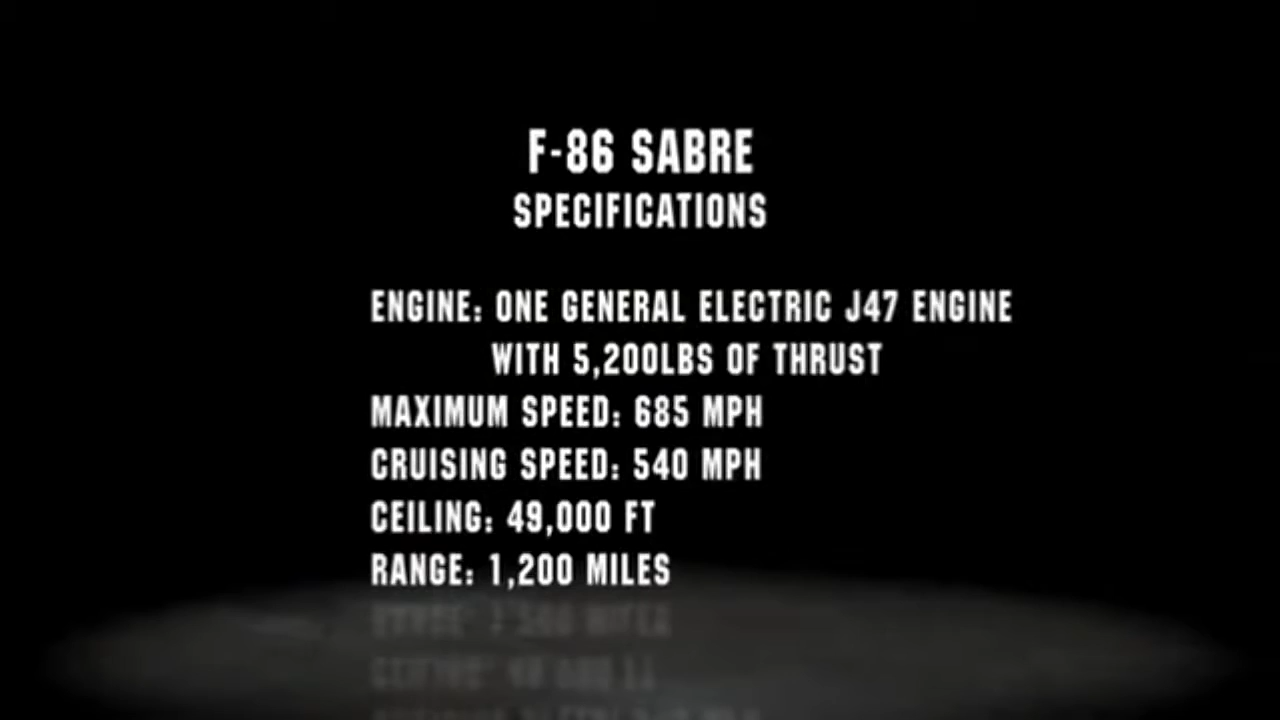 F-86 SABRE
SPECIFICATIONS
ENGINE: ONE GENERAL ELECTRIC J47 ENGINE
WITH 5,200LBS OF THRUST
MAXIMUM SPEED: 685 MPH
CRUISING SPEED: 540 MPH
CEILING: 49,000 FT
RANGE: 1,200 MILES